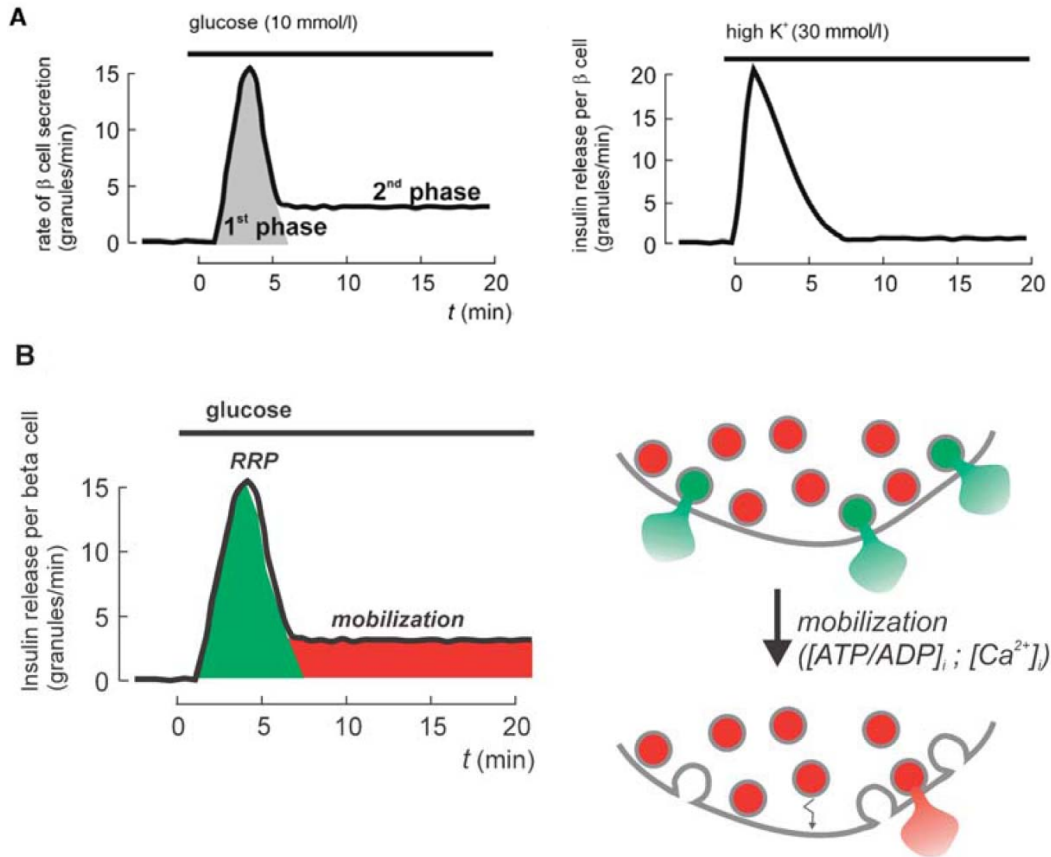 A
glucose (10 mmol/l)
rate of β cell secretion
(granules/min)
15
10
5
0
1st phase
2nd phase
0 5 10 15 20
t (min)
high K+ (30 mmol/l)
insulin release per β cell
(granules/min)
20
15
10
5
0
0 5 10 15 20
B
glucose
RRP
Insulin release per beta cell
(granules/min)
15
10
5
0
mobilization
0 5 10 15 20
t (min)
mobilization
([ATP/ADP]i ; [Ca2+]i)